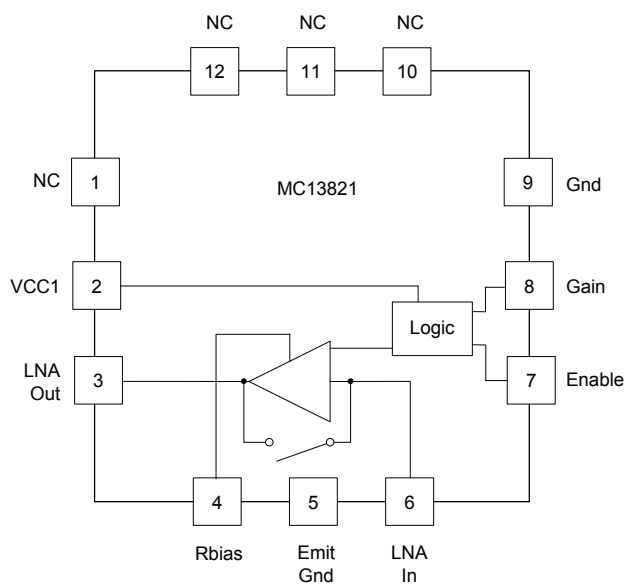 NC NC NC
12 11 10
NC 1 MC13821 9 Gnd
VCC1 2 8 Gain
Logic
LNA
Out 3 7 Enable
4 5 6
Rbias Emit LNA
Gnd In